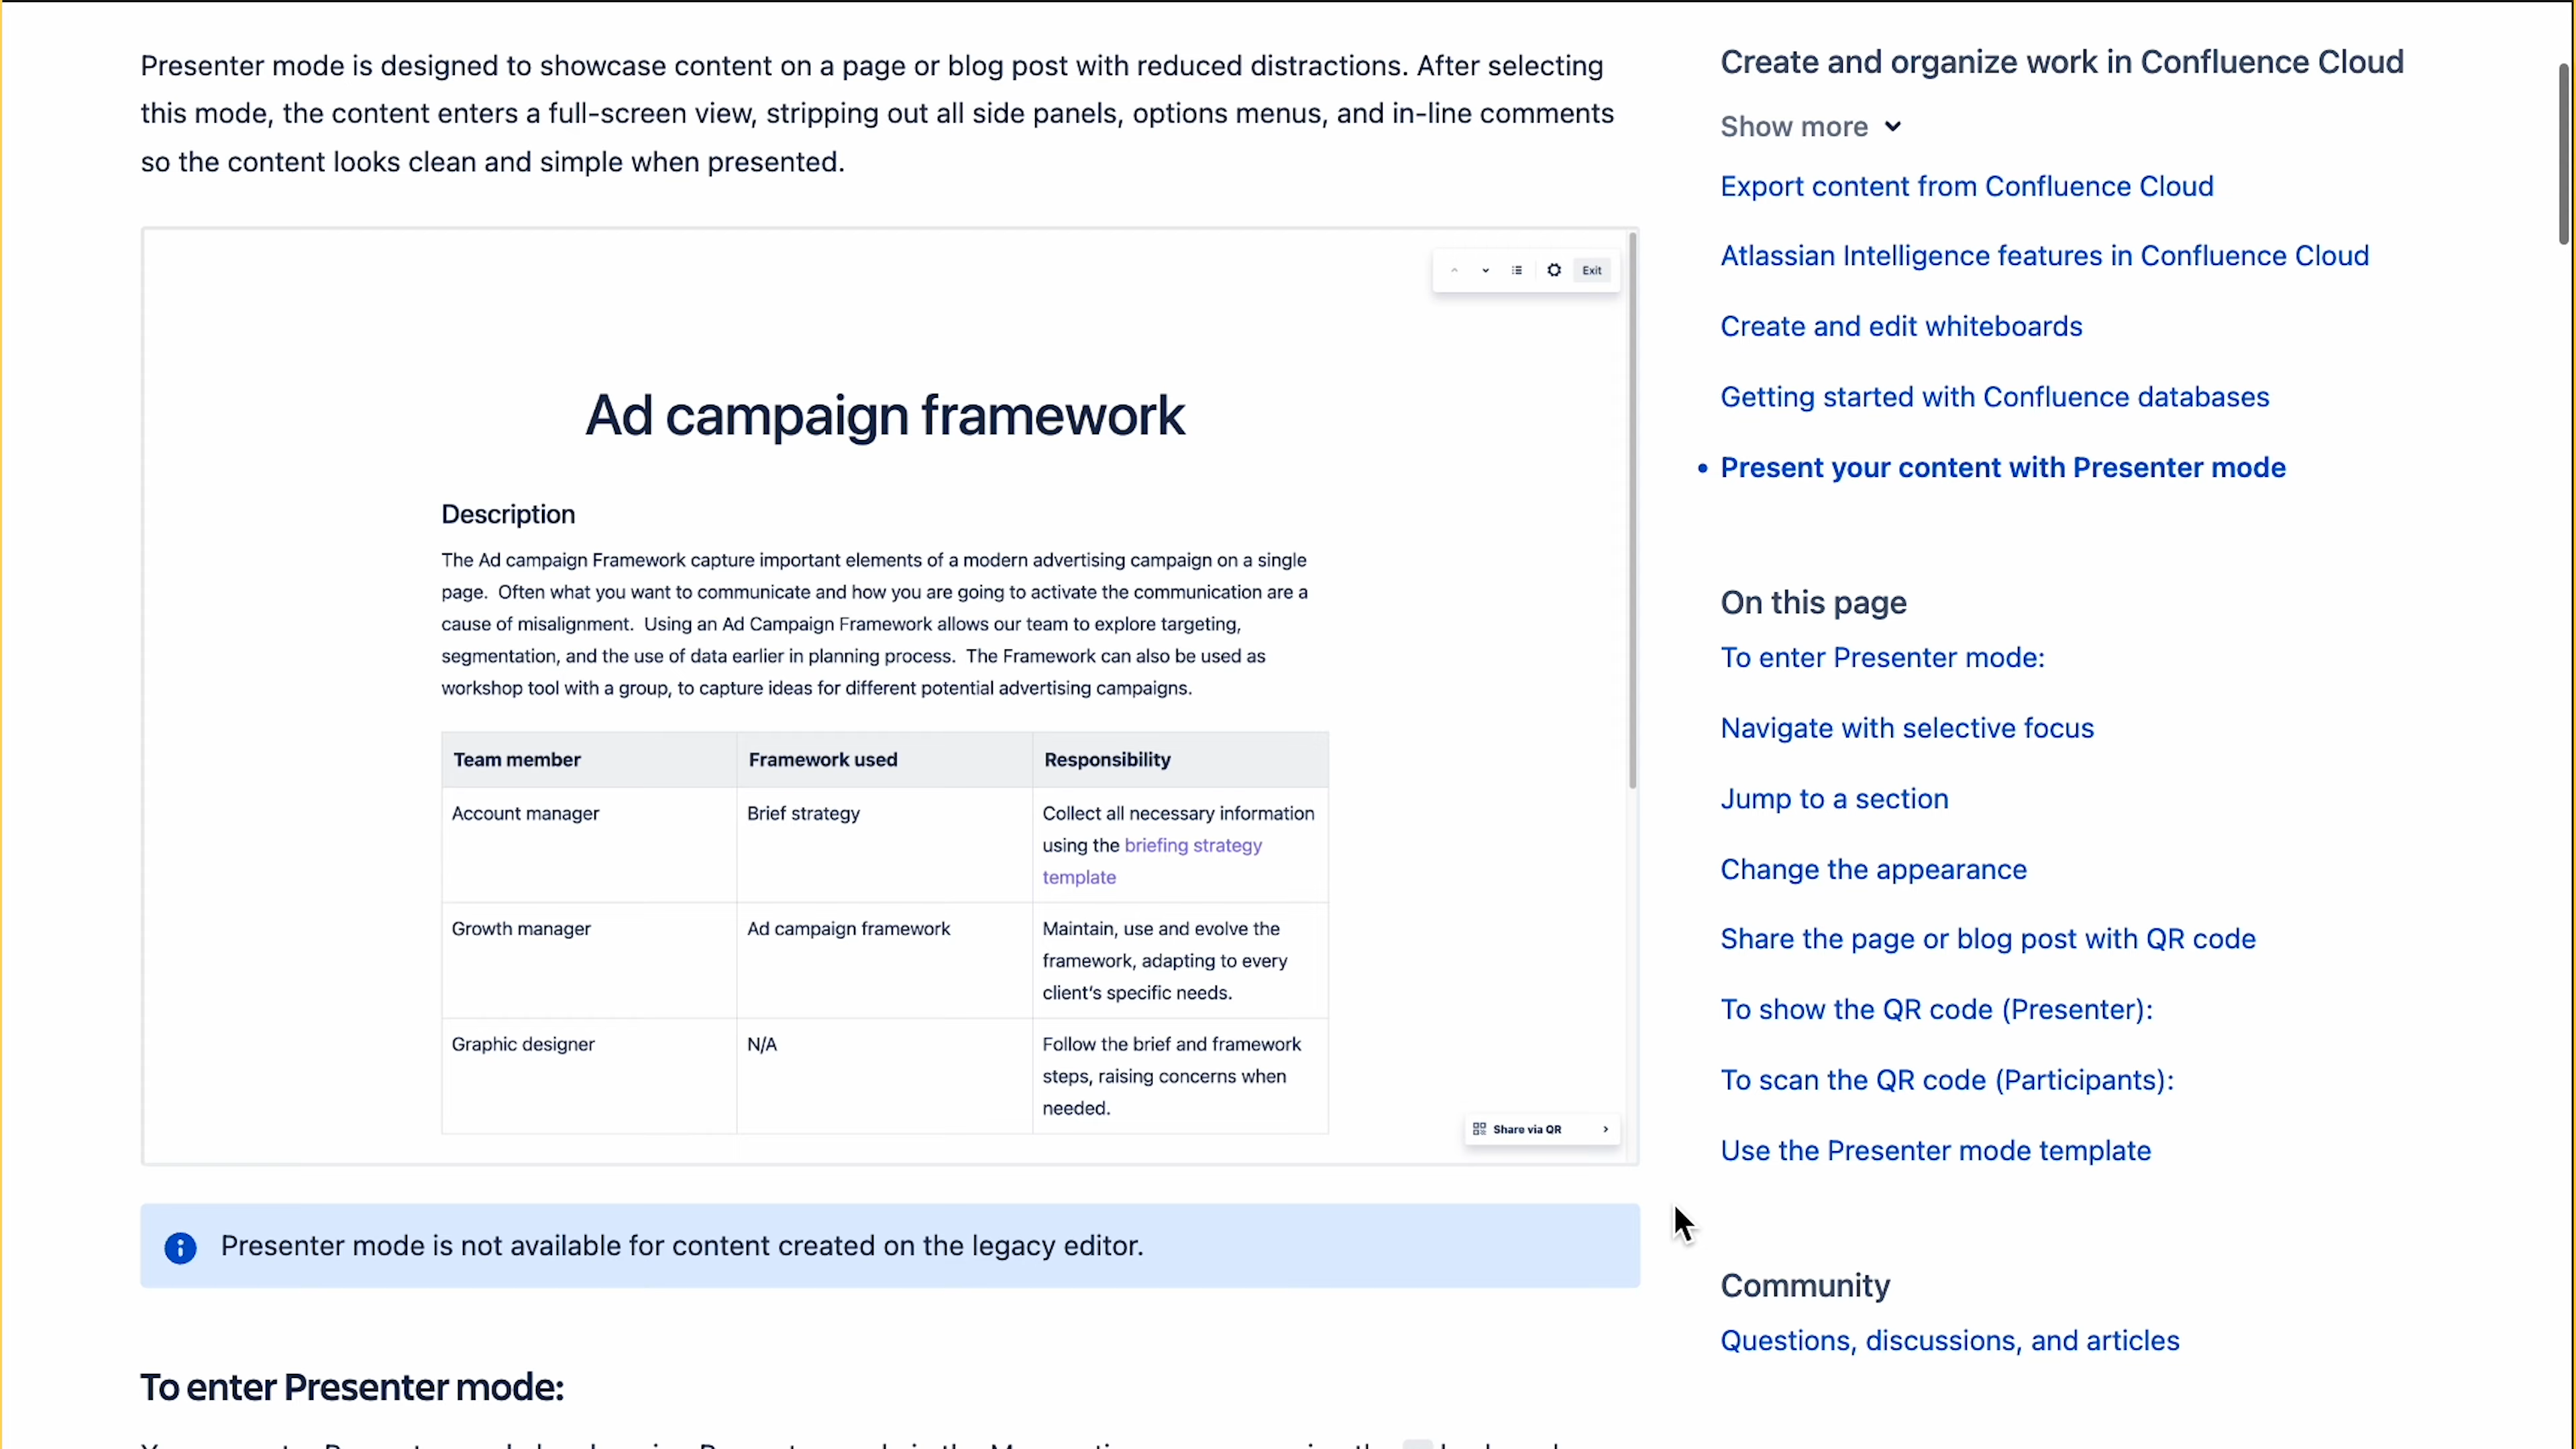 Presenter mode is designed to showcase content on a page or blog post with reduced distractions. After selecting
this mode, the content enters a full-screen view, stripping out all side panels, options menus, and in-line comments
so the content looks clean and simple when presented.
Exit
Ad campaign framework
Description
The Ad campaign Framework capture important elements of a modern advertising campaign on a single
page. Often what you want to communicate and how you are going to activate the communication are a
cause of misalignment. Using an Ad Campaign Framework allows our team to explore targeting,
segmentation, and the use of data earlier in planning process. The Framework can also be used as
workshop tool with a group, to capture ideas for different potential advertising campaigns.
Team member
Framework used
Responsibility
Account manager
Brief strategy
Collect all necessary information
using the briefing strategy
template
Growth manager
Ad campaign framework
Maintain, use and evolve the
framework, adapting to every
client's specific needs.
Graphic designer
N/A
Follow the brief and framework
steps, raising concerns when
needed.
Share via QR
Presenter mode is not available for content created on the legacy editor.
To enter Presenter mode:
Create and organize work in Confluence Cloud
Show more
Export content from Confluence Cloud
Atlassian Intelligence features in Confluence Cloud
Create and edit whiteboards
Getting started with Confluence databases
• Present your content with Presenter mode
On this page
To enter Presenter mode:
Navigate with selective focus
Jump to a section
Change the appearance
Share the page or blog post with QR code
To show the QR code (Presenter):
To scan the QR code (Participants):
Use the Presenter mode template
Community
Questions, discussions, and articles